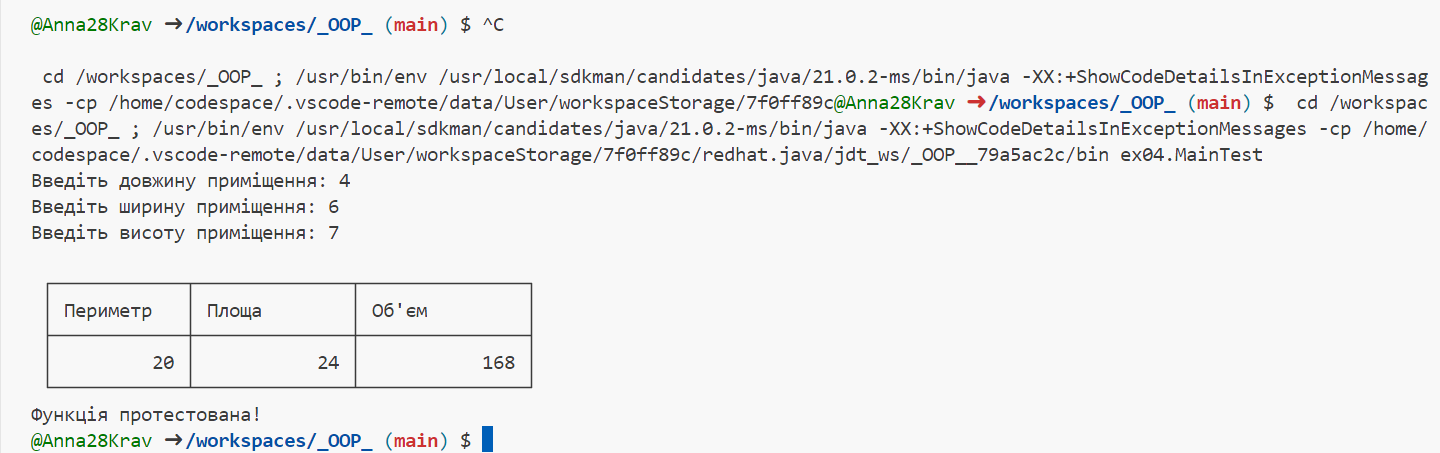 @Anna28Krav ➜/workspaces/_OOP_ (main) $ ^C
cd /workspaces/_OOP_ ; /usr/bin/env /usr/local/sdkman/candidates/java/21.0.2-ms/bin/java -XX:+ShowCodeDetailsInExceptionMessag
es -cp /home/codespace/.vscode-remote/data/User/workspaceStorage/7f0ff89c@Anna28Krav ➜/workspaces/_OOP_ (main) $  cd /workspac
es/_OOP_ ; /usr/bin/env /usr/local/sdkman/candidates/java/21.0.2-ms/bin/java -XX:+ShowCodeDetailsInExceptionMessages -cp /home/
codespace/.vscode-remote/data/User/workspaceStorage/7f0ff89c/redhat.java/jdt_ws/_OOP__79a5ac2c/bin ex04.MainTest
Введіть довжину приміщення: 4
Введіть ширину приміщення: 6
Введіть висоту приміщення: 7
Периметр Площа Об'єм
20 24 168
Функція протестована!
@Anna28Krav ➜/workspaces/_OOP_ (main) $